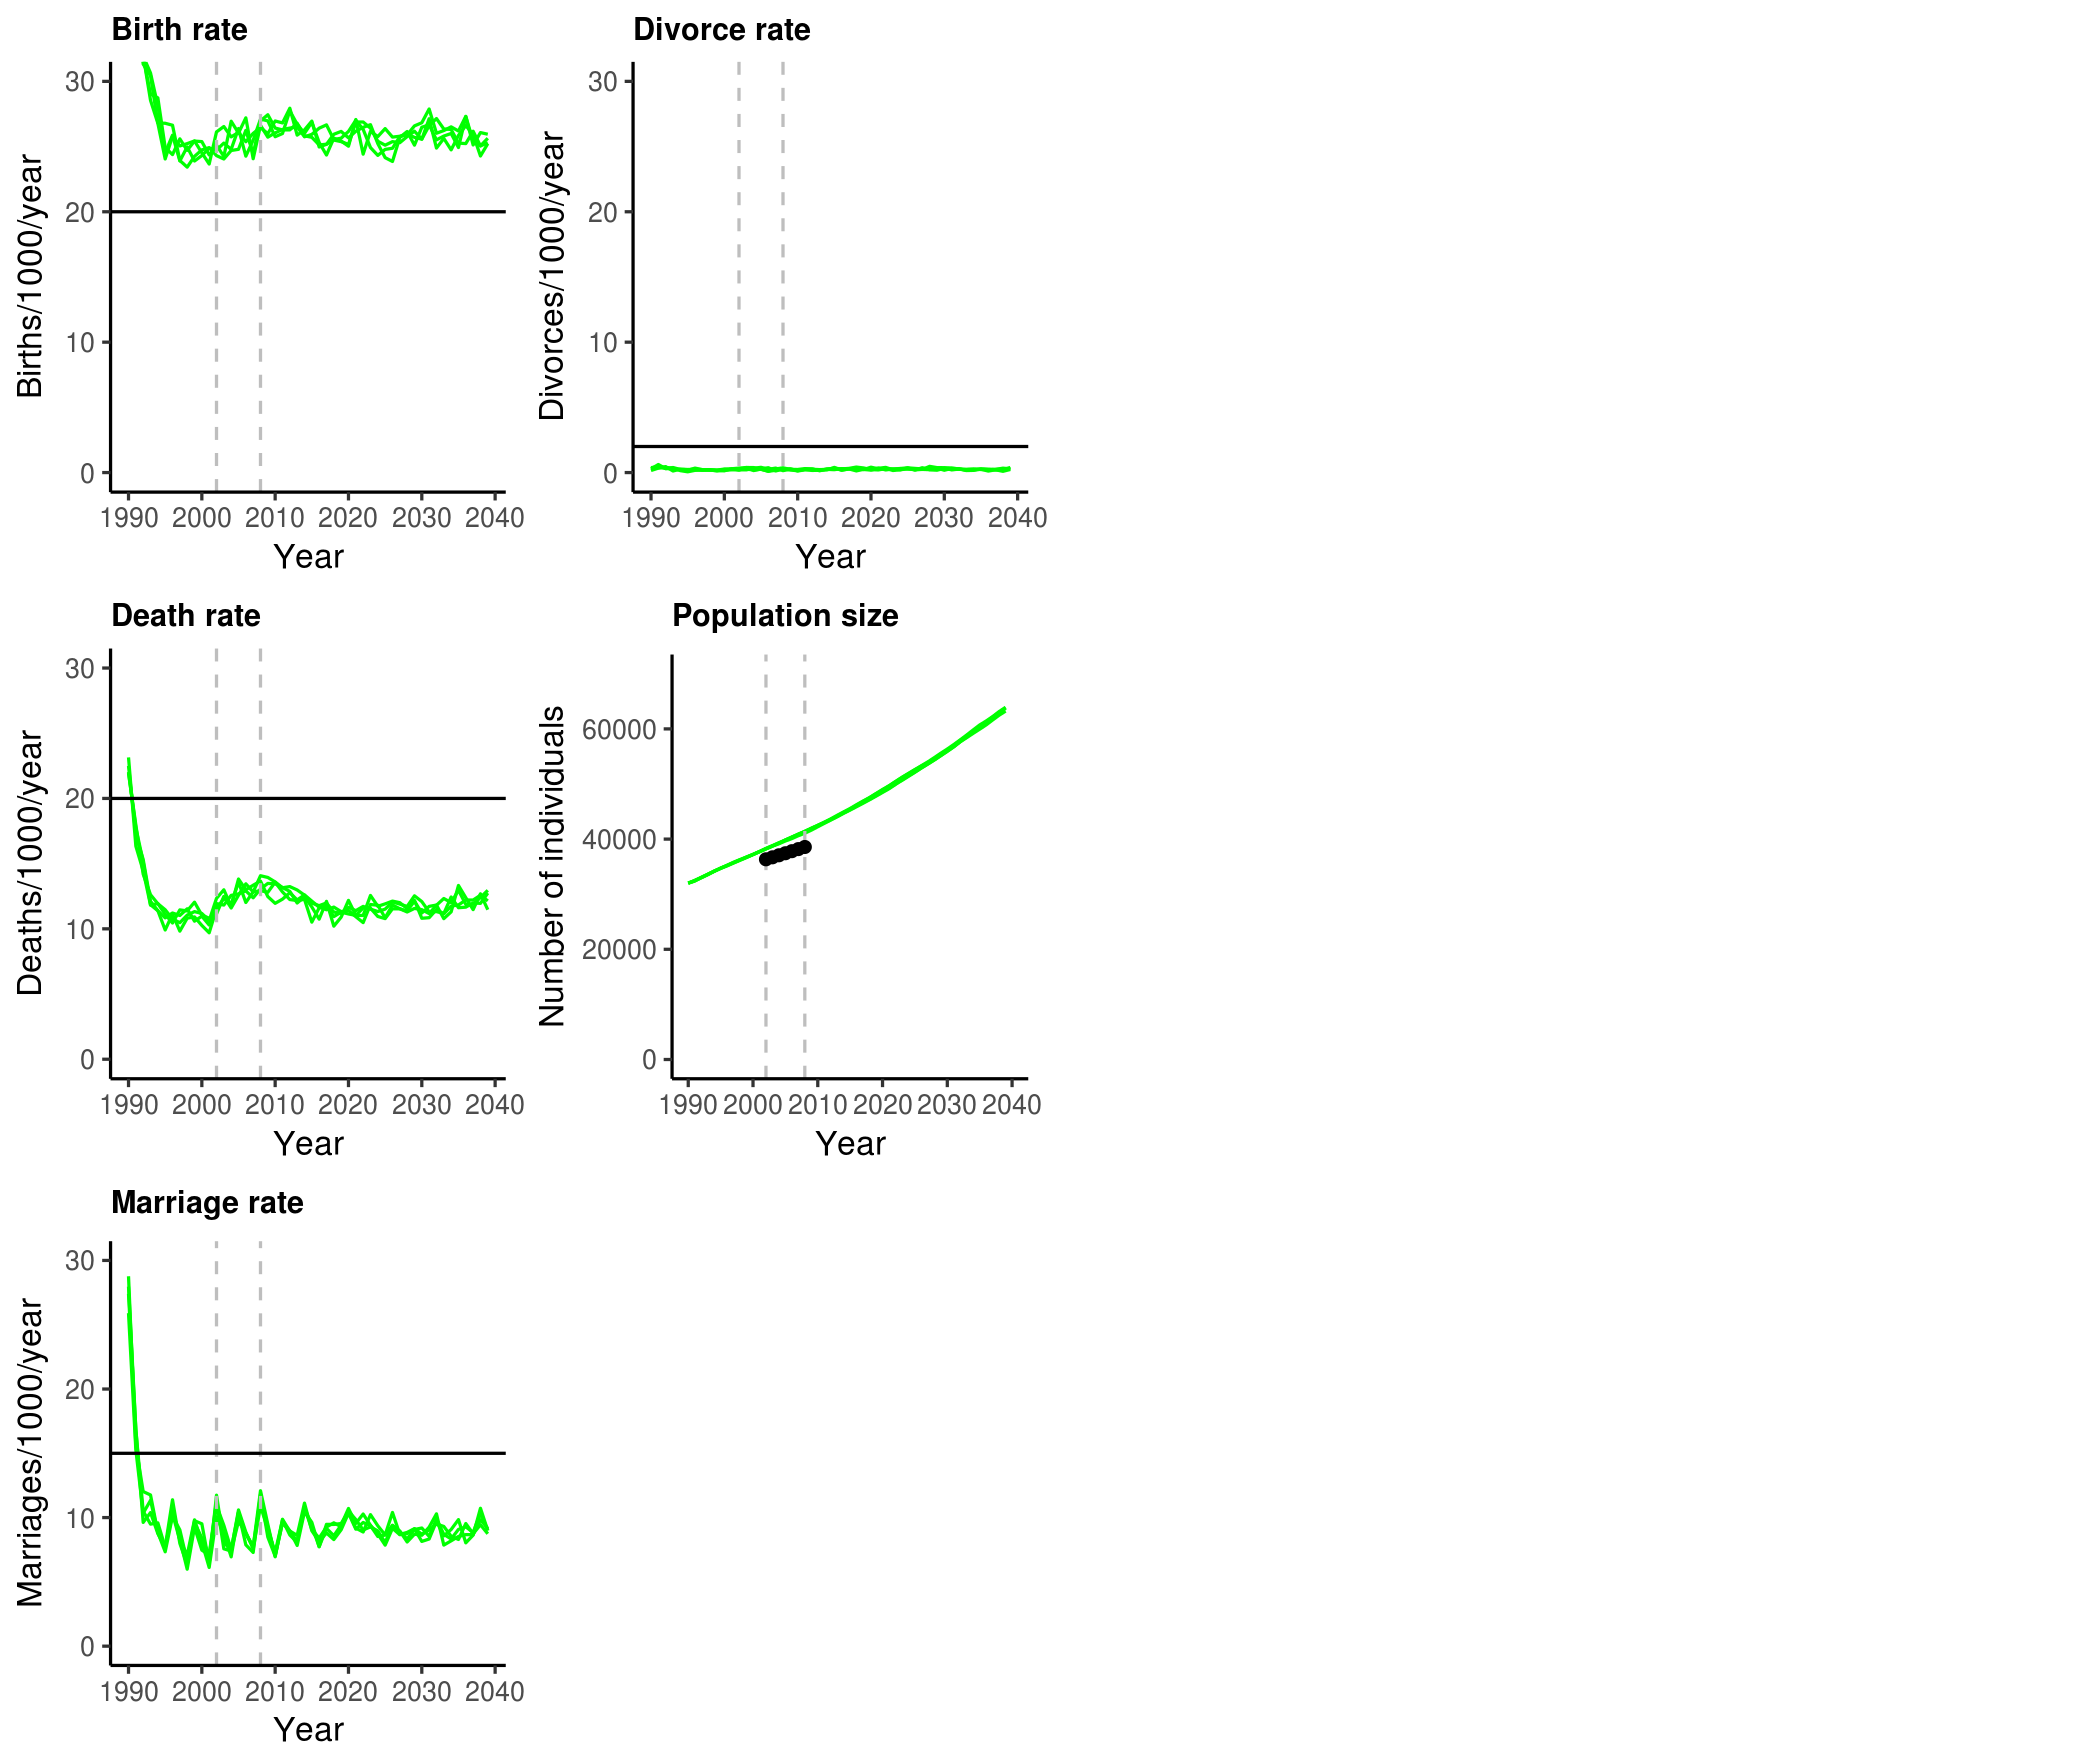 Birth rate
Births/1000/year
30
20
10
0
1990 2000 2010 2020 2030 2040
Year
Divorce rate
Divorces/1000/year
30
20
10
0
1990 2000 2010 2020 2030 2040
Year
Death rate
Deaths/1000/year
30
20
10
0
1990 2000 2010 2020 2030 2040
Year
Population size
Number of individuals
60000
40000
20000
0
1990 2000 2010 2020 2030 2040
Year
Marriage rate
Marriages/1000/year
30
20
10
0
1990 2000 2010 2020 2030 2040
Year